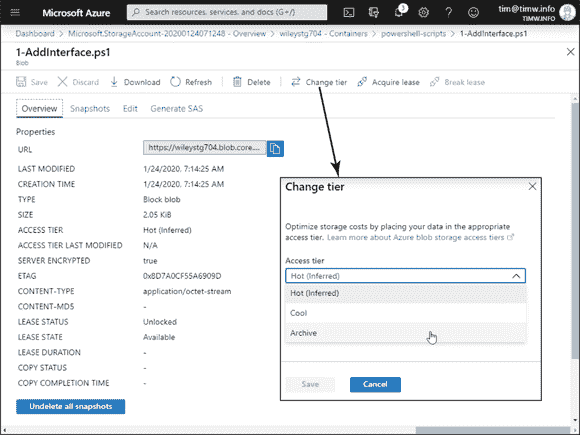 Microsoft Azure
Search resources, services, and docs (G+/)
1
tim@timw.info
TIMW.INFO
Dashboard > Microsoft.StorageAccount-20200124071248 - Overview > wileystg704 - Containers > powershell-scripts > 1-AddInterface.ps1
1-AddInterface.ps1
Blob
Save Discard Download Refresh Delete Change tier Acquire lease Break lease
Overview Snapshots Edit Generate SAS
Properties
URL https://wileystg704.blob.core....
LAST MODIFIED 1/24/2020, 7:14:25 AM
CREATION TIME 1/24/2020, 7:14:25 AM
TYPE Block blob
SIZE 2.05 KiB
ACCESS TIER Hot (Inferred)
ACCESS TIER LAST MODIFIED N/A
SERVER ENCRYPTED true
ETAG 0x8D7A0CF55A6909D
CONTENT-TYPE application/octet-stream
CONTENT-MD5 -
LEASE STATUS Unlocked
LEASE STATE Available
LEASE DURATION -
COPY STATUS -
COPY COMPLETION TIME -
Undelete all snapshots
Change tier
Optimize storage costs by placing your data in the appropriate
access tier. Learn more about Azure blob storage access tiers
Access tier
Hot (Inferred)
Hot (Inferred)
Cool
Archive
Save Cancel